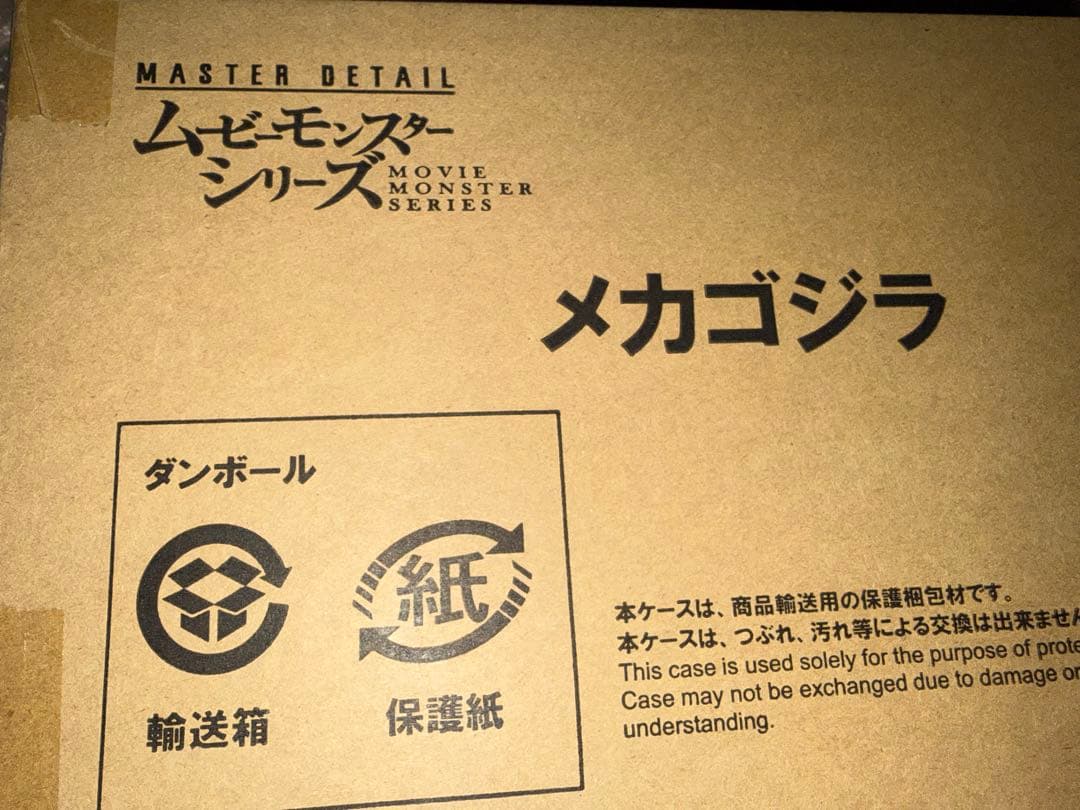 MASTER DETAIL
ムービーモンスター
シリーズ
MOVIE
MONSTER
SERIES
メカゴジラ
ダンボール
紙
輸送箱
保護紙
本ケースは、商品輸送用の保護梱包材です。
本ケースは、つぶれ、汚れ等による交換は出来ません
This case is used solely for the purpose of
Case may not be exchanged due to damage or
understanding.